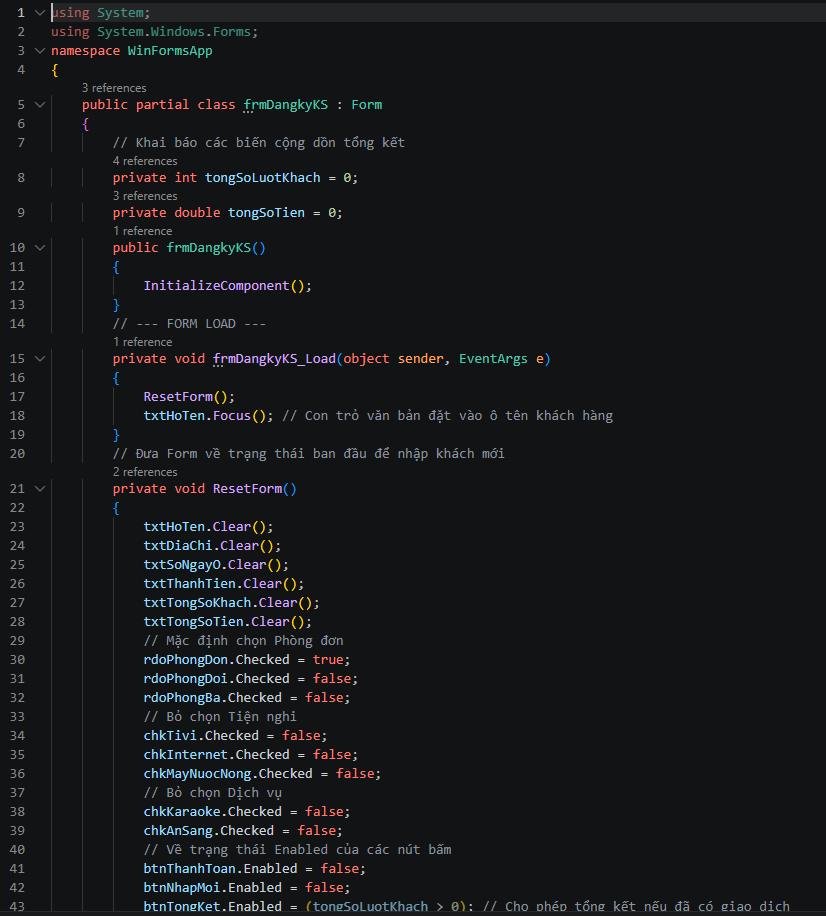 1 using System;
2 using System.Windows.Forms;
3 namespace WinFormsApp
4 {
3 references
5 public partial class frmDangkyKS : Form
6 {
7 // Khai báo các biến cộng dồn tổng kết
4 references
8 private int tongSoLuotKhach = 0;
3 references
9 private double tongSoTien = 0;
1 reference
10 public frmDangkyKS()
11 {
12 InitializeComponent();
13 }
14 // --- FORM LOAD ---
1 reference
15 private void frmDangkyKS_Load(object sender, EventArgs e)
16 {
17 ResetForm();
18 txtHoTen.Focus(); // Con trỏ văn bản đặt vào ô tên khách hàng
19 }
20 // Đưa Form về trạng thái ban đầu để nhập khách mới
2 references
21 private void ResetForm()
22 {
23 txtHoTen.Clear();
24 txtDiaChi.Clear();
25 txtSoNgayO.Clear();
26 txtThanhTien.Clear();
27 txtTongSoKhach.Clear();
28 txtTongSoTien.Clear();
29 // Mặc định chọn Phòng đơn
30 rdoPhongDon.Checked = true;
31 rdoPhongDoi.Checked = false;
32 rdoPhongBa.Checked = false;
33 // Bỏ chọn Tiện nghi
34 chkTivi.Checked = false;
35 chkInternet.Checked = false;
36 chkMayNuocNong.Checked = false;
37 // Bỏ chọn Dịch vụ
38 chkKaraoke.Checked = false;
39 chkAnSang.Checked = false;
40 // Về trạng thái Enabled của các nút bấm
41 btnThanhToan.Enabled = false;
42 btnNhapMoi.Enabled = false;
43 btnTongKet.Enabled = (tongSoLuotKhach > 0); // Cho phép tổng kết nếu đã có giao dịch